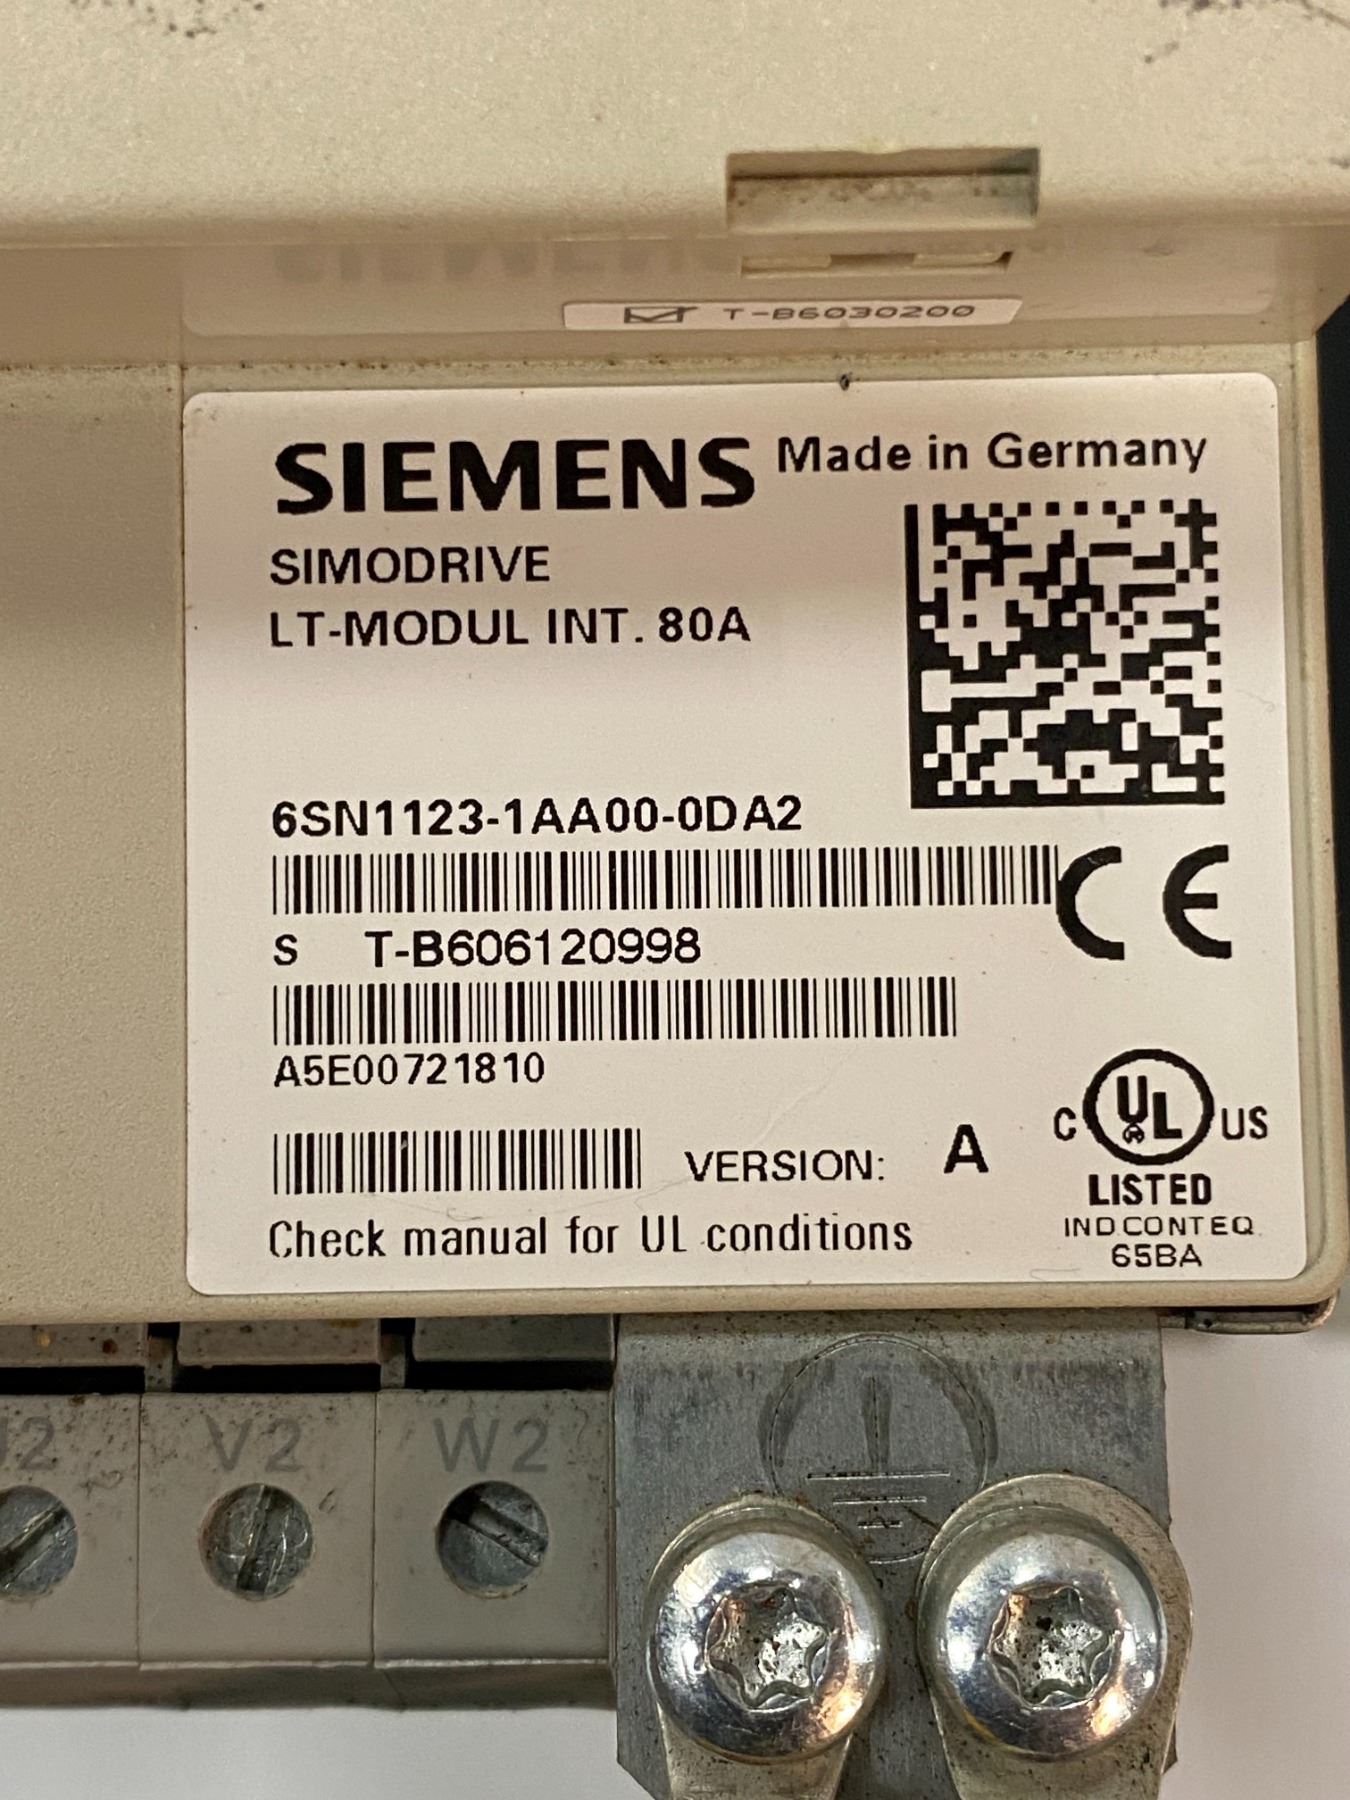 T-B6030200
SIEMENS Made in Germany
SIMODRIVE
LT-MODUL INT. 80A
6SN1123-1AA00-0DA2
CE
S T-B606120998
A5E00721810
C UL US
LISTED
VERSION: A
IND.CONT.EQ.
65BA
Check manual for UL conditions
V2 W2